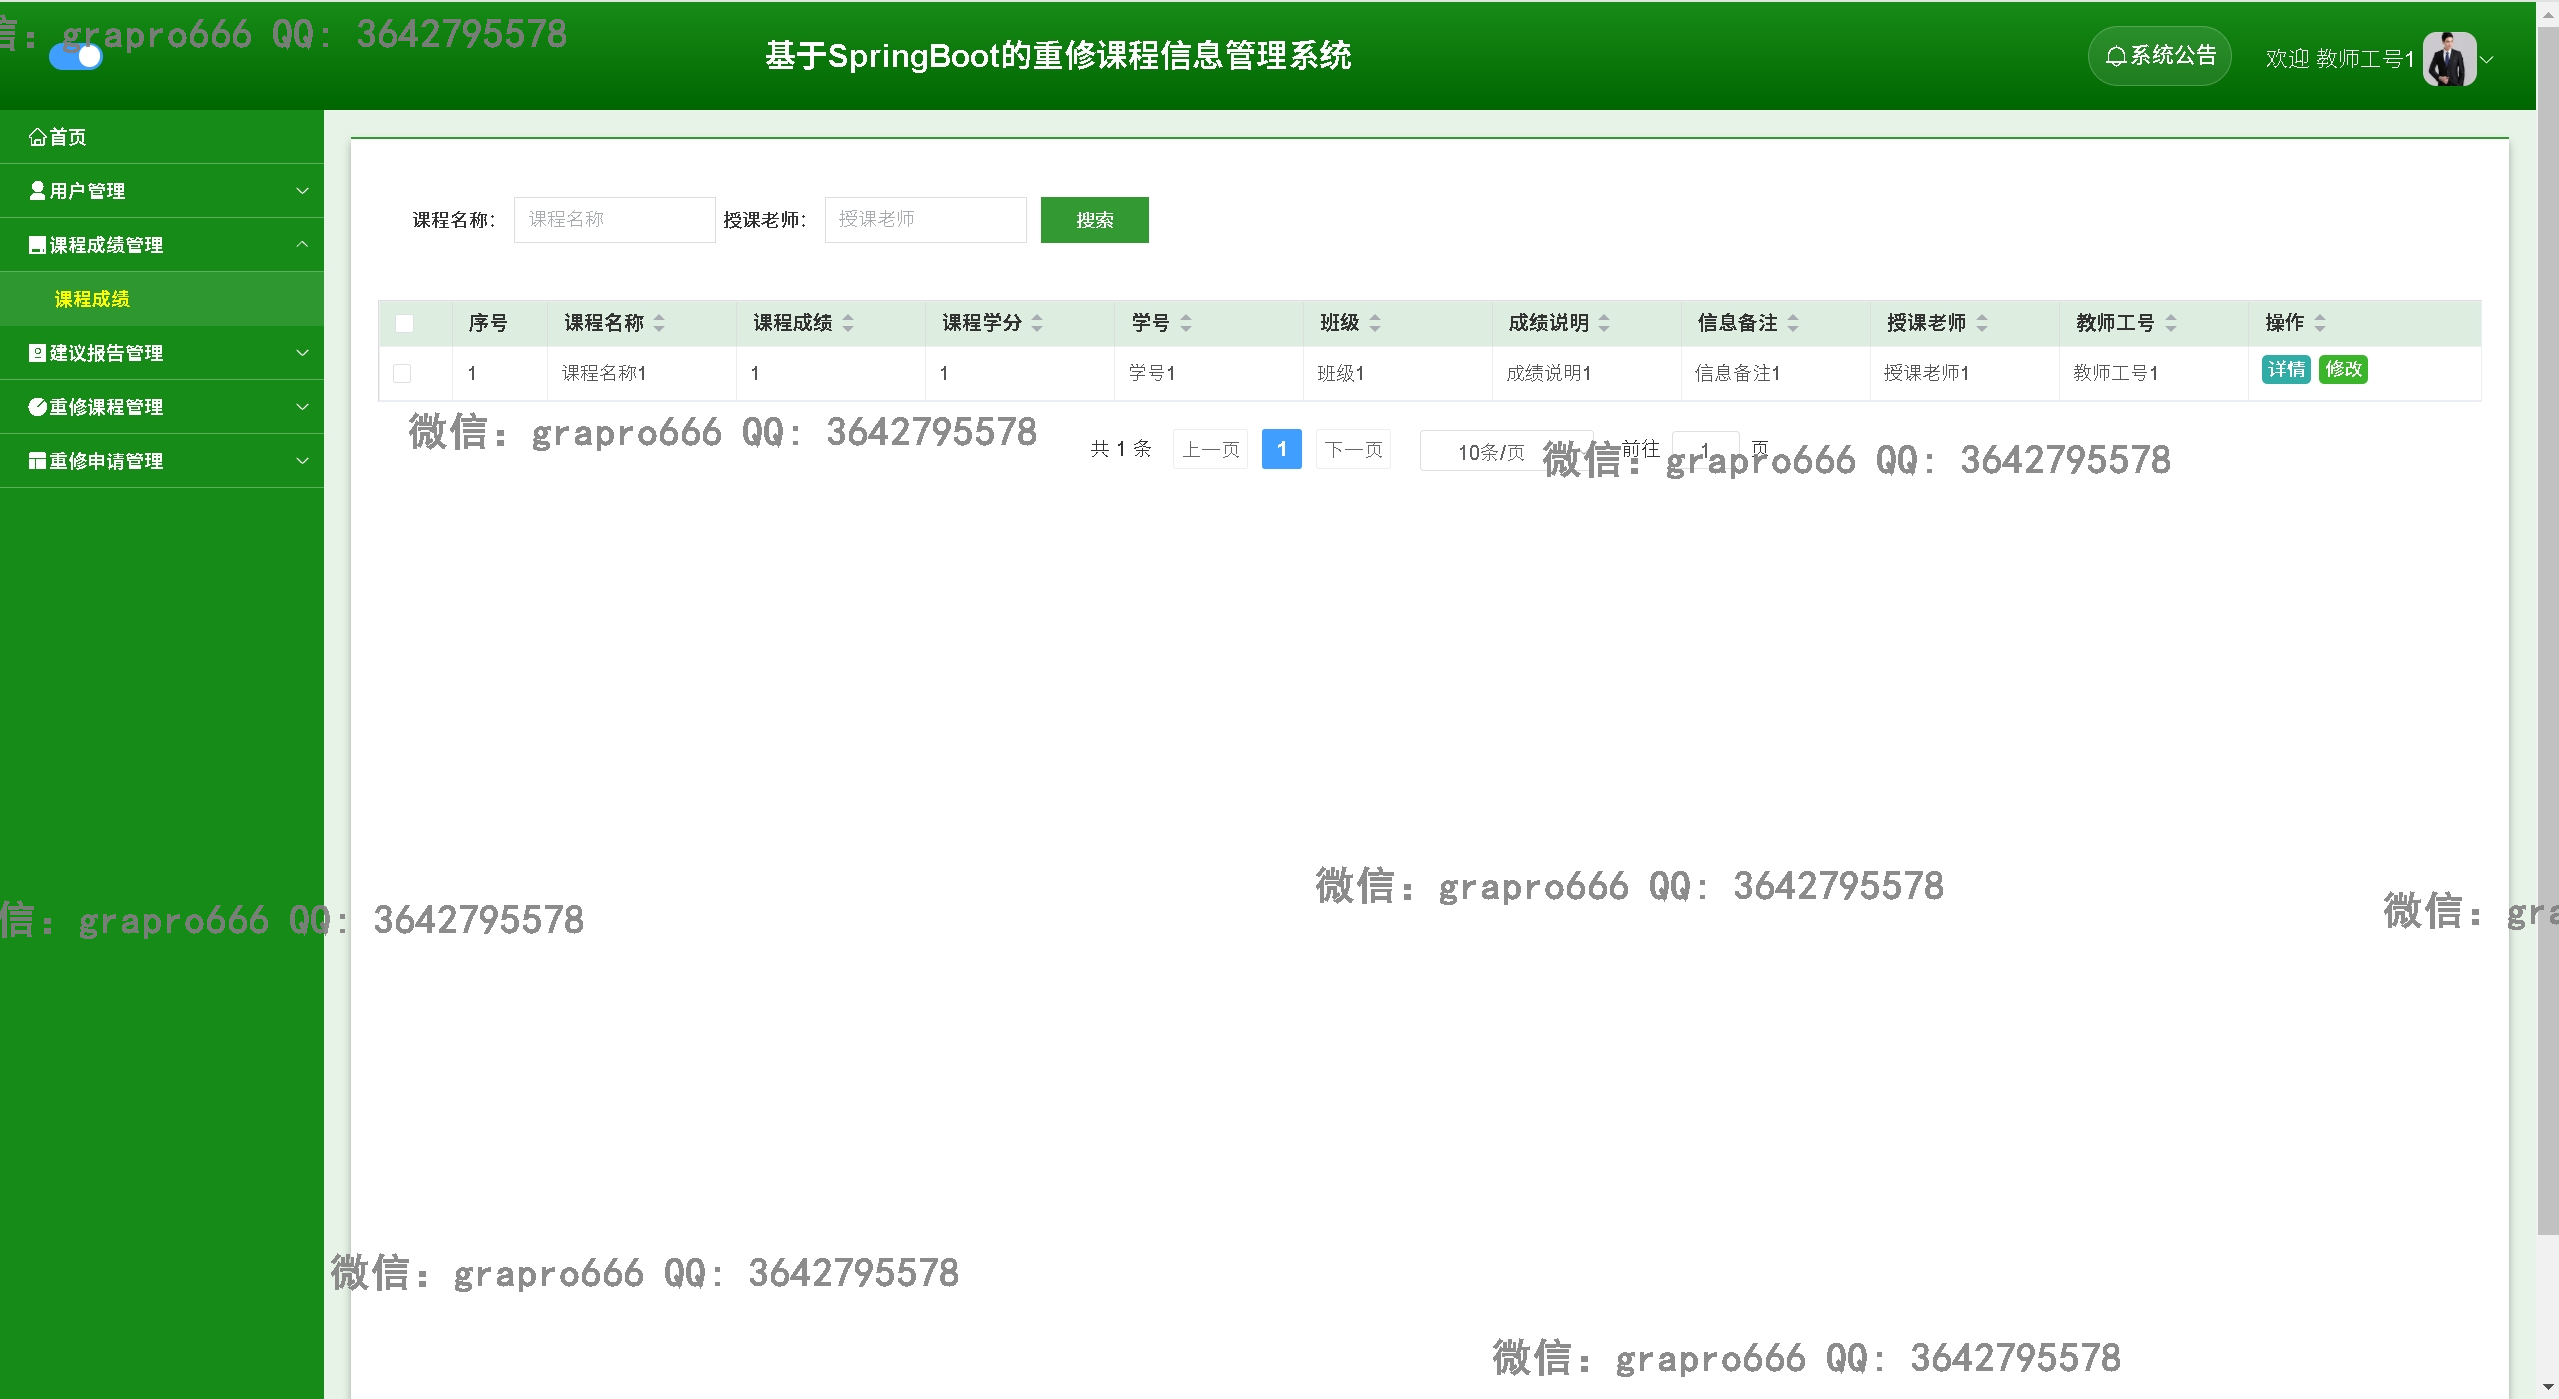 信：grapro666 QQ: 3642795578
基于SpringBoot的重修课程信息管理系统
系统公告
欢迎 教师工号1
首页
用户管理
课程成绩管理
课程成绩
建议报告管理
重修课程管理
重修申请管理
课程名称： 课程名称 授课老师： 授课老师 搜索
序号 课程名称 课程成绩 课程学分 学号 班级 成绩说明 信息备注 授课老师 教师工号 操作
1 课程名称1 1 1 学号1 班级1 成绩说明1 信息备注1 授课老师1 教师工号1 详情 修改
微信：grapro666 QQ: 3642795578
共 1 条 上一页 1 下一页 10条/页 前往 1 页
微信：grapro666 QQ: 3642795578
微信：grapro666 QQ: 3642795578
信：grapro666 QQ: 3642795578
微信：gra
微信：grapro666 QQ: 3642795578
微信：grapro666 QQ: 3642795578